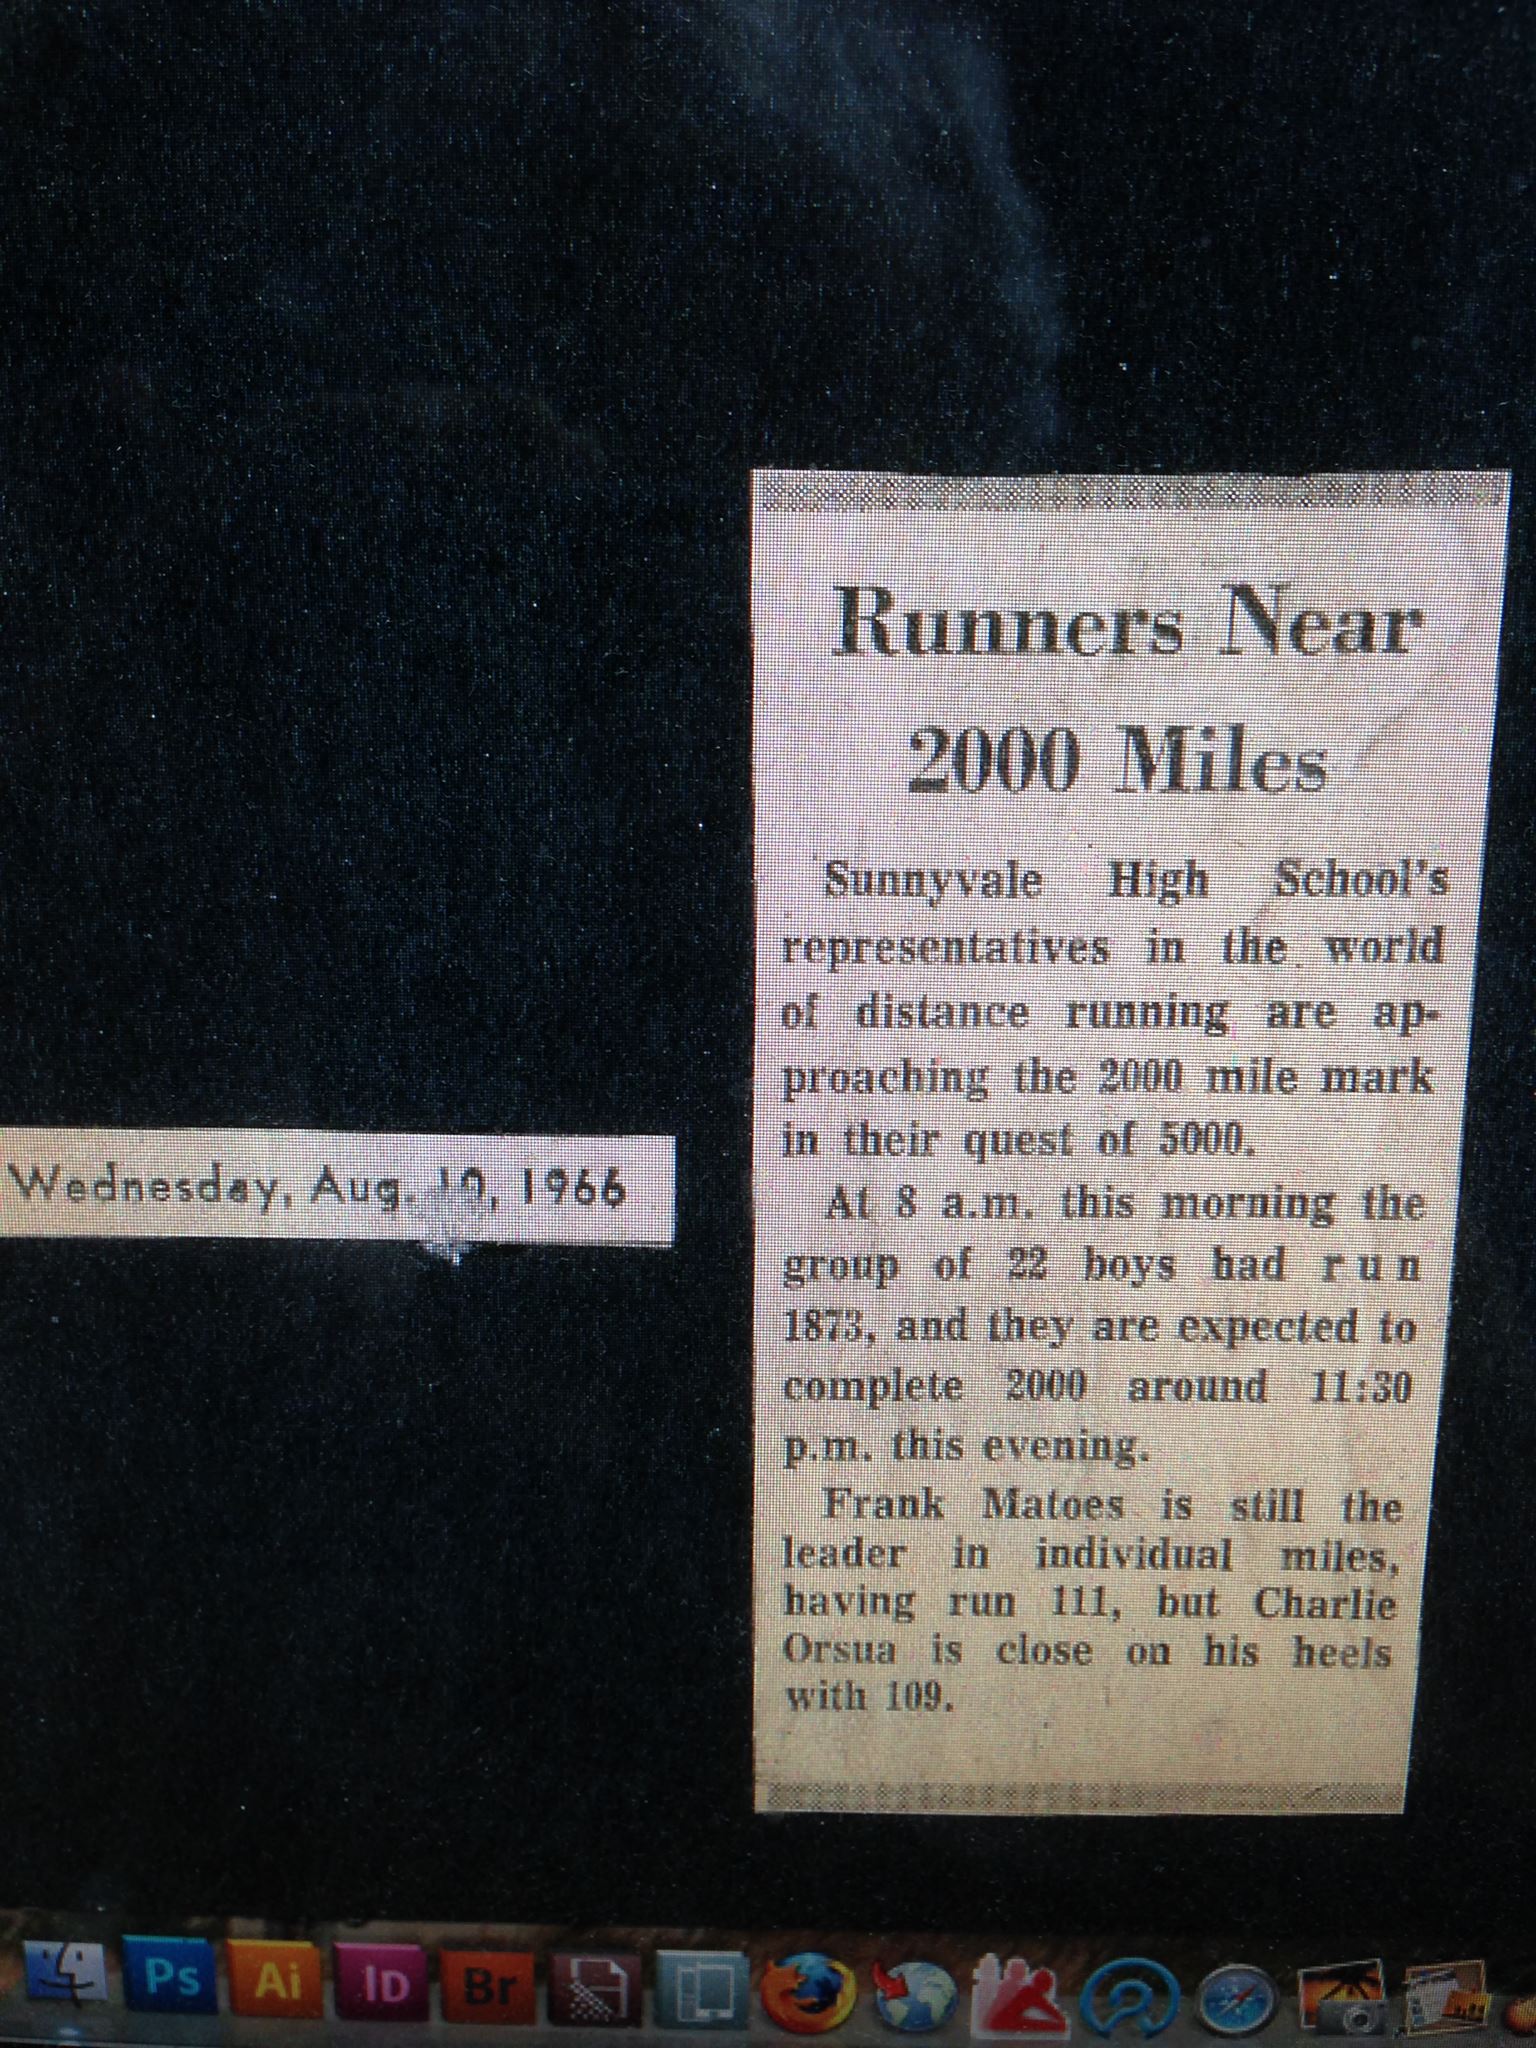 Runners Near
2000 Miles
Sunnyvale High School's
representatives in the world
of distance running are ap-
proaching the 2000 mile mark
in their quest of 5000.
At 8 a.m. this morning the
group of 22 boys had run
1873, and they are expected to
complete 2000 around 11:30
p.m. this evening.
Frank Matoes is still the
leader in individual miles,
having run 111, but Charlie
Orsua is close on his heels
with 109.
Wednesday, Aug. 10, 1966
Ps Ai ID Br